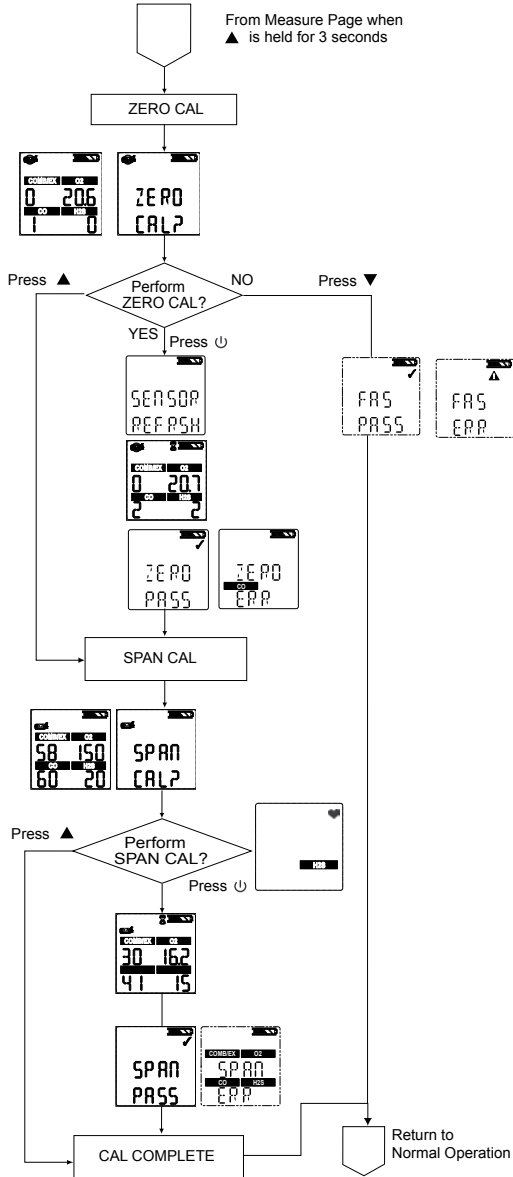 From Measure Page when
▲ is held for 3 seconds
ZERO CAL
COMB/EX O2
0 20.6
CO H2S
1 0
ZERO
CAL?
Press ▲
Perform
ZERO CAL?
NO
Press ▼
YES
Press ⏻
SENSOR
REFRSH
FAS
PASS
FAS
ERR
COMB/EX O2
0 20.7
CO H2S
2 2
ZERO
PASS
ZERO
CO
ERR
SPAN CAL
COMB/EX O2
58 150
CO H2S
60 20
SPAN
CAL?
Press ▲
Perform
SPAN CAL?
H2S
Press ⏻
COMB/EX O2
30 16.2
41 15
SPAN
PASS
COMB/EX O2
SPAN
CO H2S
ERR
CAL COMPLETE
Return to
Normal Operation